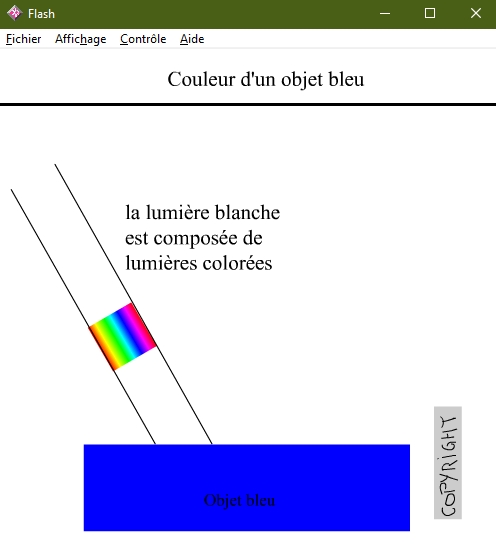 Flash
Fichier Affichage Contrôle Aide
Couleur d'un objet bleu
la lumière blanche
est composée de
lumières colorées
Objet bleu
COPYRIGHT